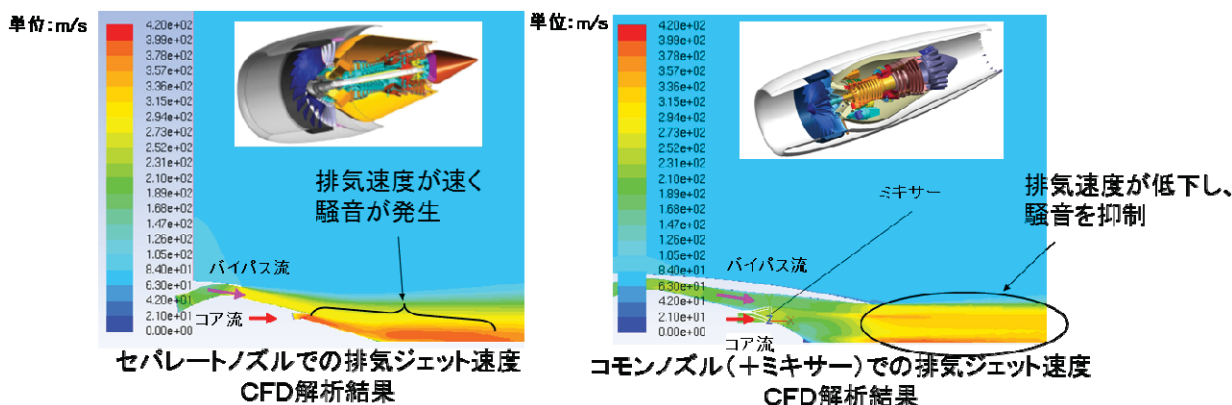 単位:m/s
4.20e+02
3.99e+02
3.78e+02
3.57e+02
3.36e+02
3.15e+02
2.94e+02
2.73e+02
2.52e+02
2.31e+02
2.10e+02
1.89e+02
1.68e+02
1.47e+02
1.26e+02
1.05e+02
8.40e+01
6.30e+01
4.20e+01
2.10e+01
0.00e+00
排気速度が速く
騒音が発生
バイパス流
コア流
セパレートノズルでの排気ジェット速度
CFD解析結果
単位:m/s
4.20e+02
3.99e+02
3.78e+02
3.57e+02
3.36e+02
3.15e+02
2.94e+02
2.73e+02
2.52e+02
2.31e+02
2.10e+02
1.89e+02
1.68e+02
1.47e+02
1.26e+02
1.05e+02
8.40e+01
6.30e+01
4.20e+01
2.10e+01
0.00e+00
ミキサー
排気速度が低下し、
騒音を抑制
バイパス流
Z
X
コア流
コモンノズル(+ミキサー)での排気ジェット速度
CFD解析結果